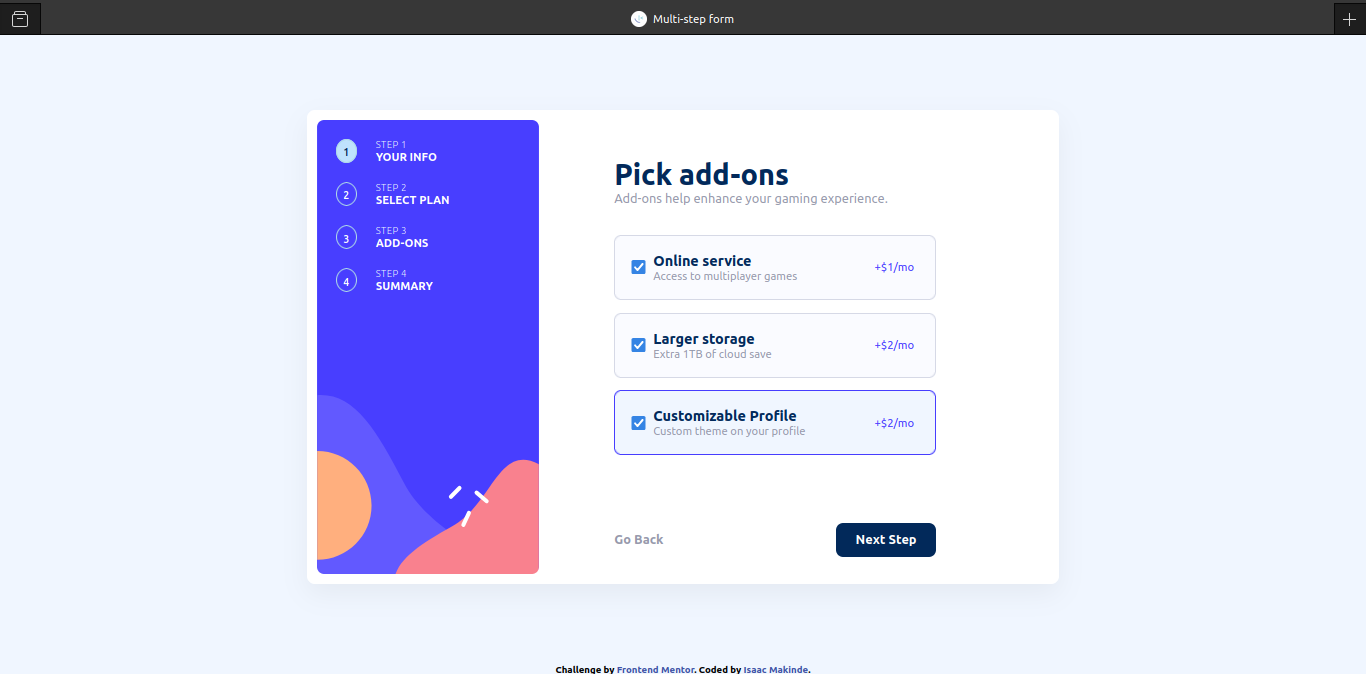 Multi-step form
1
STEP 1
YOUR INFO
2
STEP 2
SELECT PLAN
3
STEP 3
ADD-ONS
4
STEP 4
SUMMARY
Pick add-ons
Add-ons help enhance your gaming experience.
Online service
Access to multiplayer games
+$1/mo
Larger storage
Extra 1TB of cloud save
+$2/mo
Customizable Profile
Custom theme on your profile
+$2/mo
Go Back
Next Step
Challenge by Frontend Mentor. Coded by Isaac Makinde.